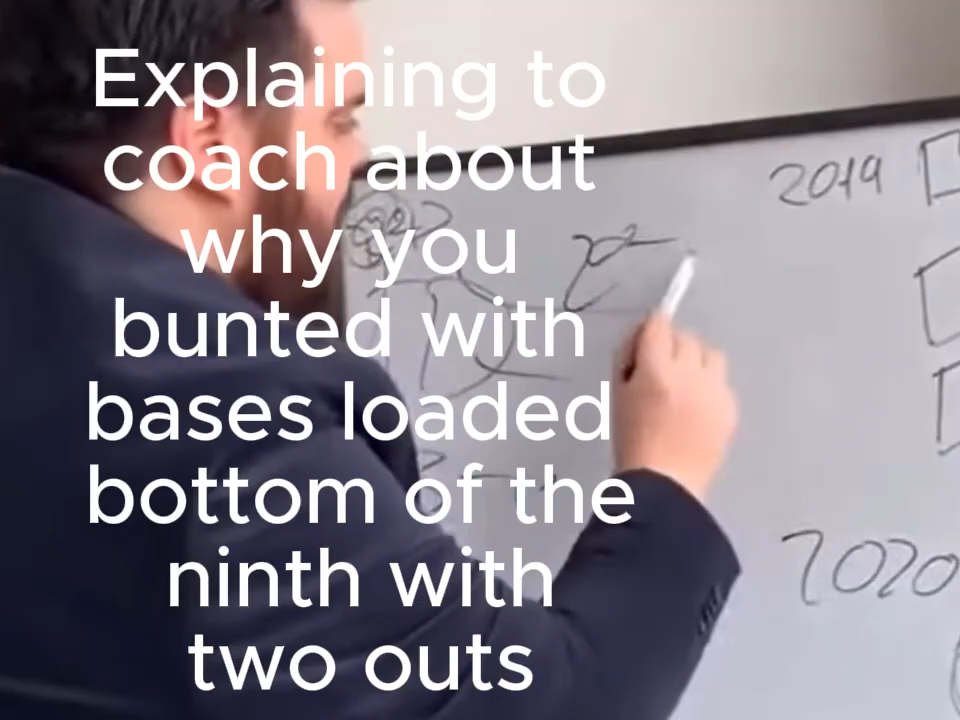 Explaining to
coach about
why you
bunted with
bases loaded
bottom of the
ninth with
two outs
2019
2020